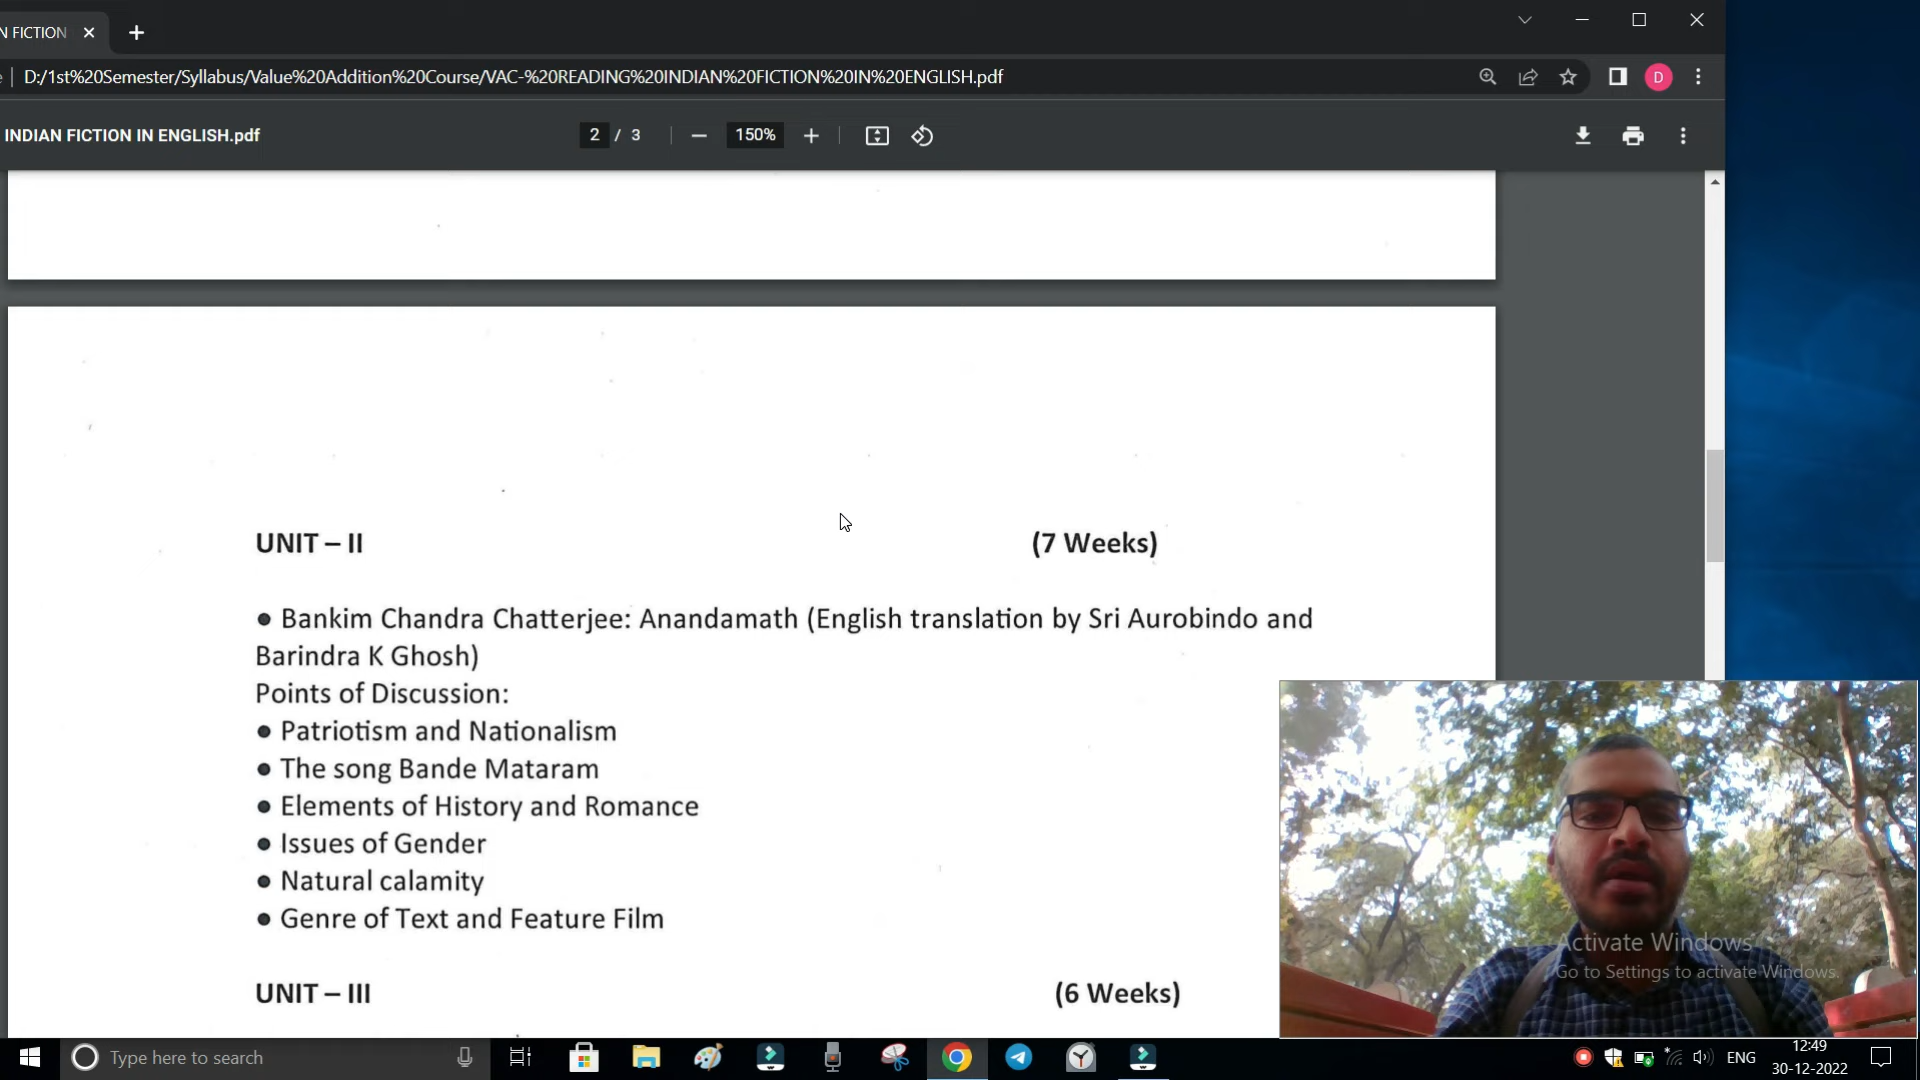 N FICTION
D:/1st%20Semester/Syllabus/Value%20Addition%20Course/VAC-%20READING%20INDIAN%20FICTION%20IN%20ENGLISH.pdf
D
INDIAN FICTION IN ENGLISH.pdf
2 / 3
150%
UNIT – II (7 Weeks)
● Bankim Chandra Chatterjee: Anandamath (English translation by Sri Aurobindo and
Barindra K Ghosh)
Points of Discussion:
● Patriotism and Nationalism
● The song Bande Mataram
● Elements of History and Romance
● Issues of Gender
● Natural calamity
● Genre of Text and Feature Film
UNIT – III (6 Weeks)
Activate Windows
Go to Settings to activate Windows.
Type here to search
ENG
12:49
30-12-2022